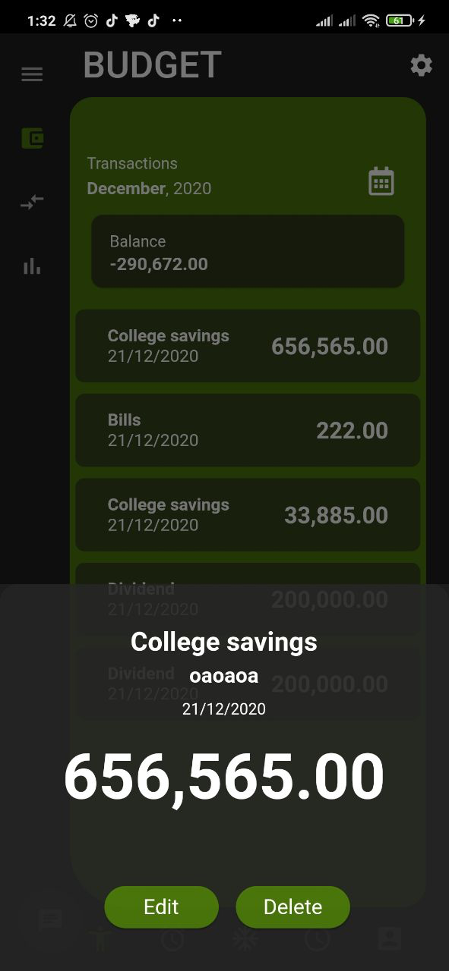 1:32
61
BUDGET
Transactions
December, 2020
Balance
-290,672.00
College savings
21/12/2020
656,565.00
Bills
21/12/2020
222.00
College savings
21/12/2020
33,885.00
Dividend
21/12/2020
200,000.00
College savings
Dividend
oaoaoa
200,000.00
21/12/2020
21/12/2020
656,565.00
Edit
Delete